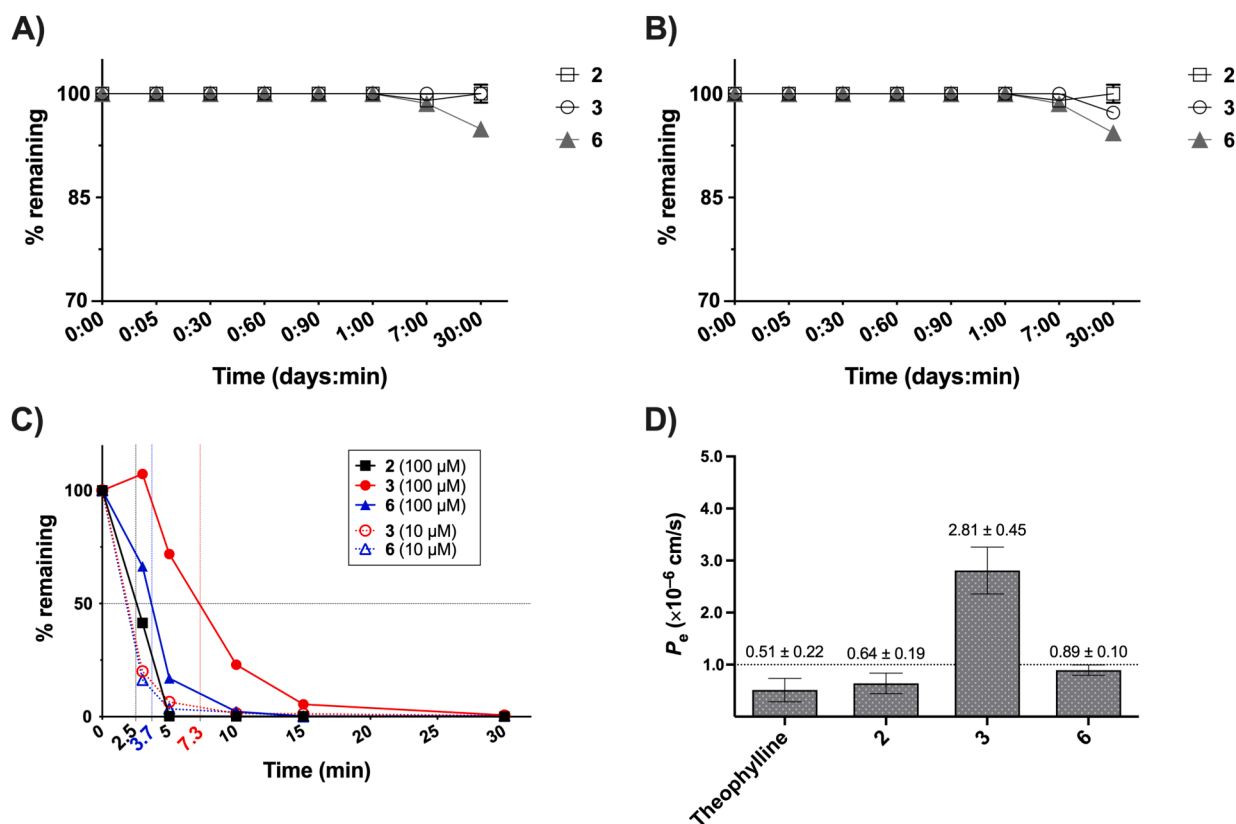 A)
% remaining
100
85
70
0:00
0:05
0:30
0:60
0:90
1:00
7:00
30:00
Time (days:min)
2
3
6
B)
% remaining
100
85
70
0:00
0:05
0:30
0:60
0:90
1:00
7:00
30:00
Time (days:min)
2
3
6
C)
% remaining
100
50
0
0
2.5
3.7
5
7.3
10
15
20
25
30
Time (min)
2 (100 µM)
3 (100 µM)
6 (100 µM)
3 (10 µM)
6 (10 µM)
D)
Pe (×10⁻⁶ cm/s)
5.0
4.0
3.0
2.0
1.0
0.51 ± 0.22
0.64 ± 0.19
2.81 ± 0.45
0.89 ± 0.10
Theophylline
2
3
6